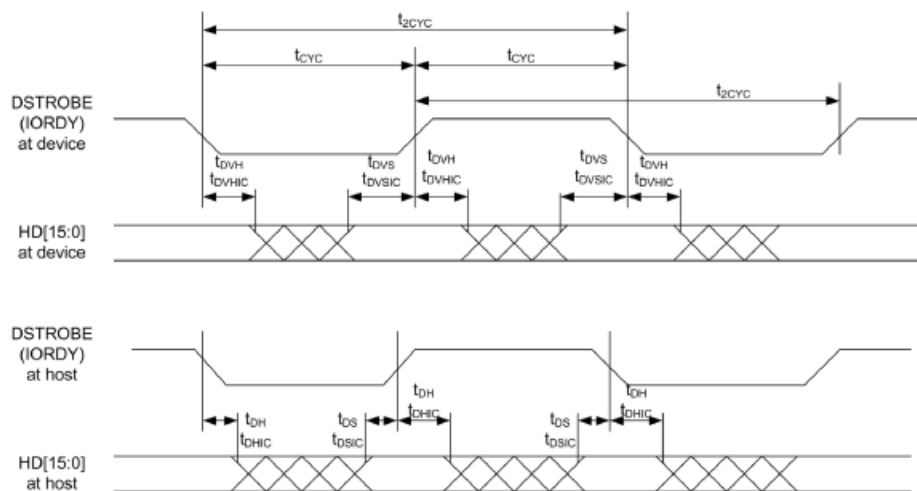 t2CYC
tCYC tCYC
t2CYC
DSTROBE
(IORDY)
at device
tDVH tDVS tDVH tDVS tDVH
tDVHIC tDVSIC tDVHIC tDVSIC tDVHIC
HD[15:0]
at device
DSTROBE
(IORDY)
at host
tDH tDH
tDH tDS tDHIC tDS tDHIC
tDHIC tDSIC tDSIC
HD[15:0]
at host